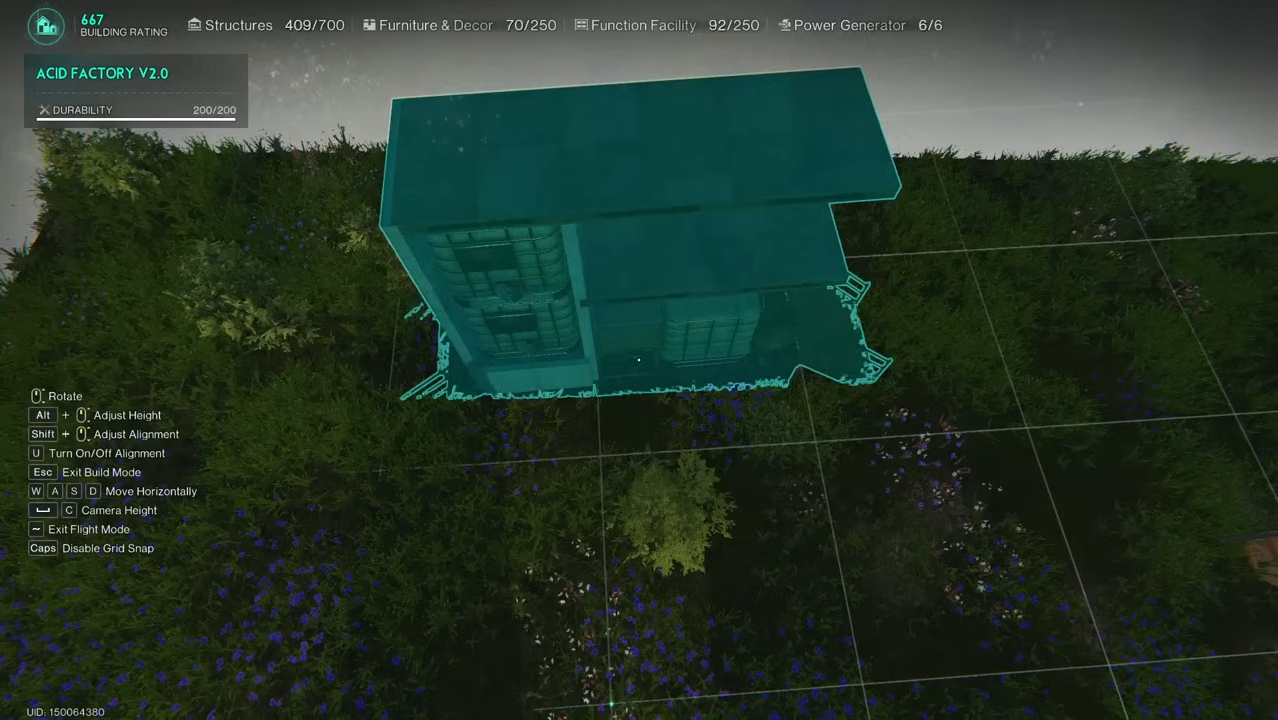 667
BUILDING RATING
Structures 409/700
Furniture & Decor 70/250
Function Facility 92/250
Power Generator 6/6
ACID FACTORY V2.0
DURABILITY 200/200
Rotate
Alt + Adjust Height
Shift + Adjust Alignment
U Turn On/Off Alignment
Esc Exit Build Mode
W A S D Move Horizontally
C Camera Height
~ Exit Flight Mode
Caps Disable Grid Snap
UID: 150064380